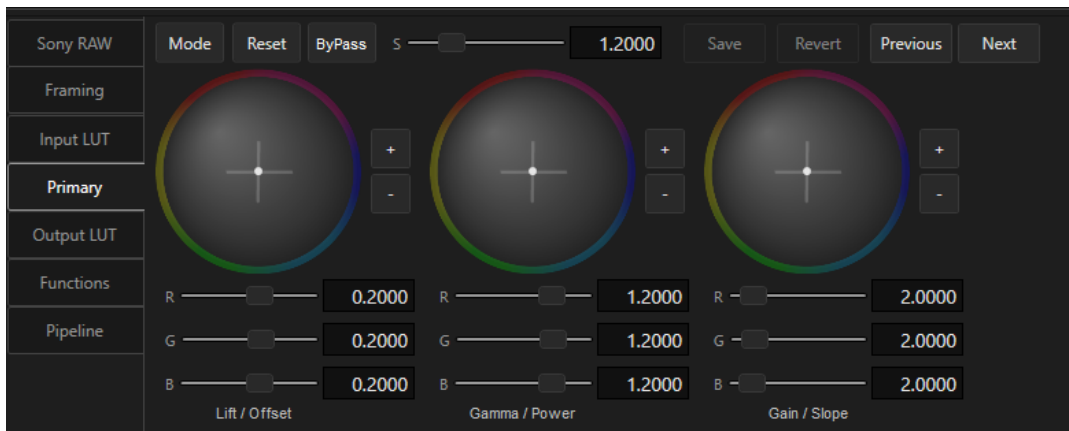 Sony RAW
Framing
Input LUT
Primary
Output LUT
Functions
Pipeline
Mode Reset ByPass S 1.2000 Save Revert Previous Next
+ + +
- - -
R 0.2000 R 1.2000 R 2.0000
G 0.2000 G 1.2000 G 2.0000
B 0.2000 B 1.2000 B 2.0000
Lift / Offset Gamma / Power Gain / Slope